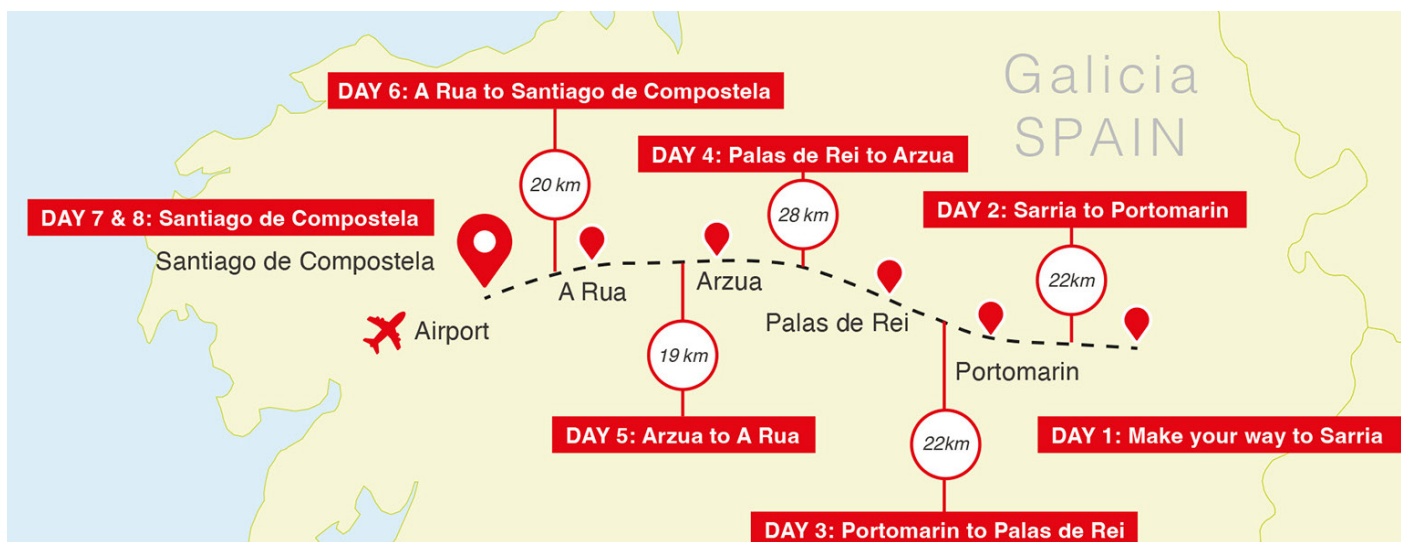 Galicia
SPAIN
DAY 6: A Rua to Santiago de Compostela
DAY 4: Palas de Rei to Arzua
20 km
28 km
DAY 2: Sarria to Portomarin
DAY 7 & 8: Santiago de Compostela
Santiago de Compostela
A Rua
Arzua
22km
Airport
Palas de Rei
19 km
Portomarin
DAY 5: Arzua to A Rua
22km
DAY 1: Make your way to Sarria
DAY 3: Portomarin to Palas de Rei